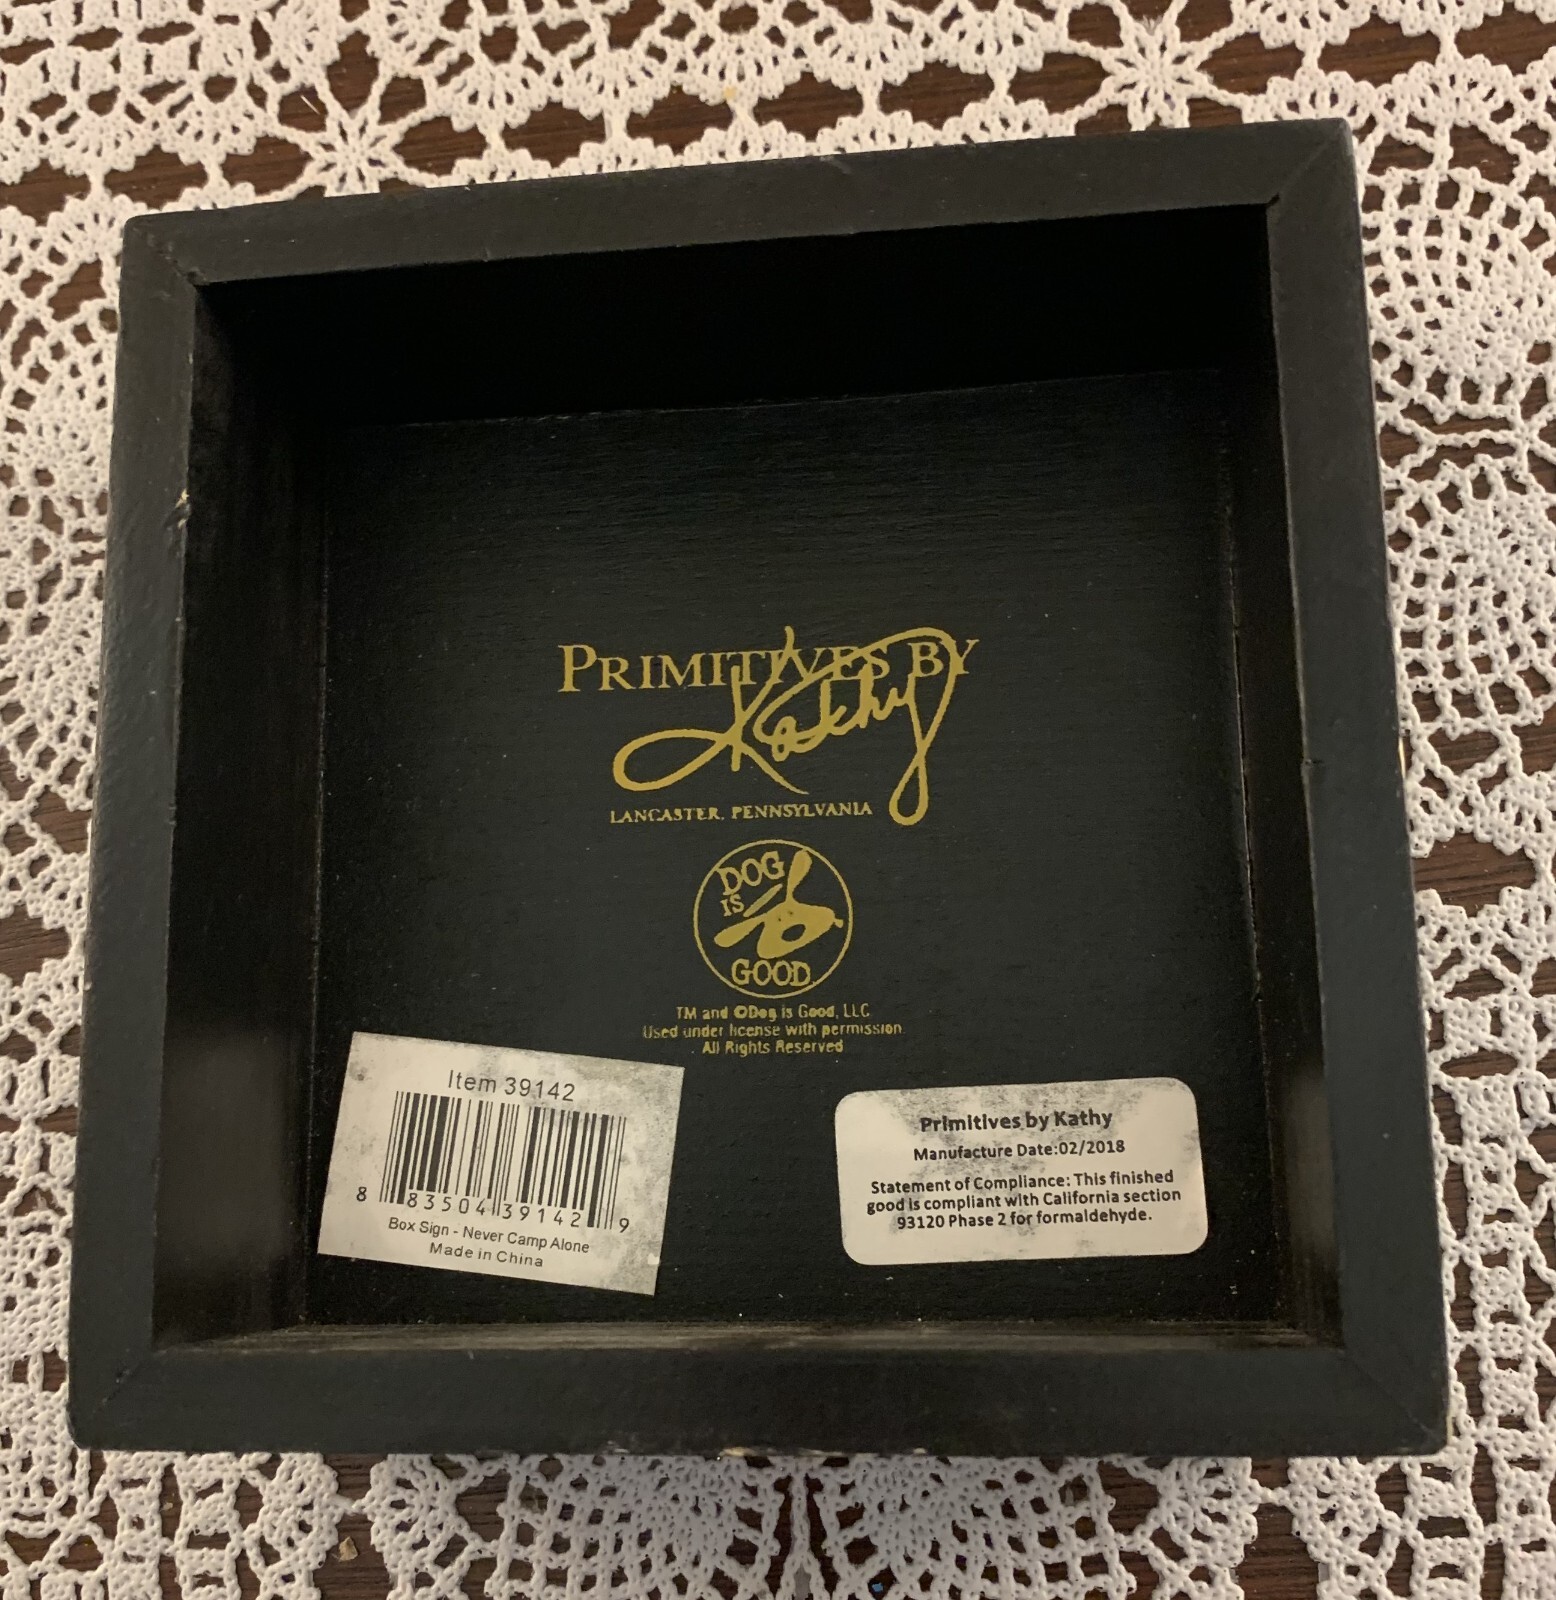 PRIMITIVES BY
Kathy
LANCASTER, PENNSYLVANIA
DOG
IS
GOOD
TM and ©Dog is Good, LLC
Used under license with permission.
All Rights Reserved
Item 39142
8 83504 39142 9
Box Sign - Never Camp Alone
Made in China
Primitives by Kathy
Manufacture Date:02/2018
Statement of Compliance: This finished
good is compliant with California section
93120 Phase 2 for formaldehyde.